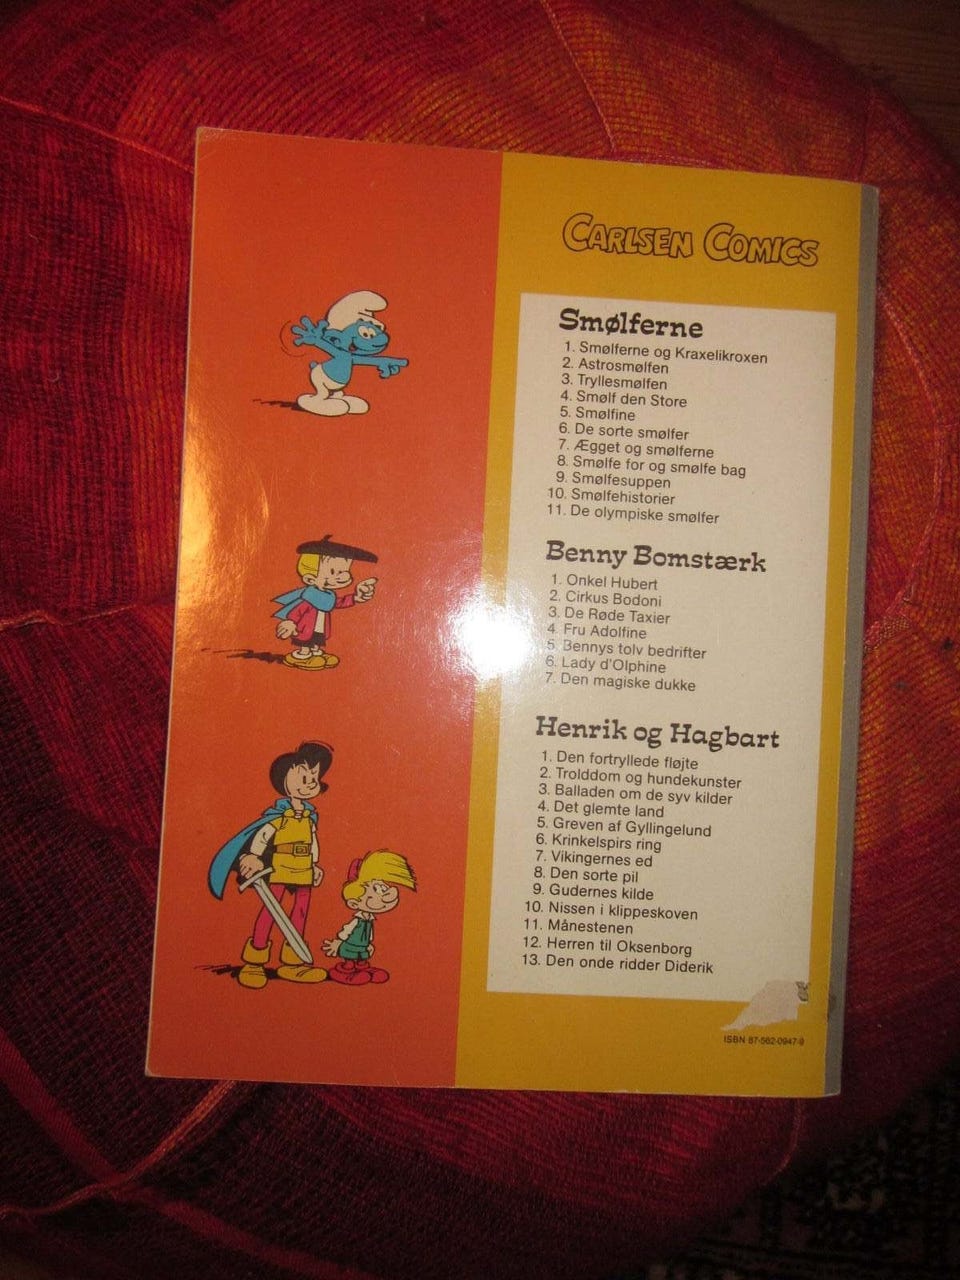 CARLSEN COMICS
Smølferne
1. Smølferne og Kraxelikroxen
2. Astrosmølfen
3. Tryllesmølfen
4. Smølf den Store
5. Smølfine
6. De sorte smølfer
7. Ægget og smølferne
8. Smølfe for og smølfe bag
9. Smølfesuppen
10. Smølfehistorier
11. De olympiske smølfer
Benny Bomstærk
1. Onkel Hubert
2. Cirkus Bodoni
3. De Røde Taxier
4. Fru Adolfine
5. Bennys tolv bedrifter
6. Lady d'Olphine
7. Den magiske dukke
Henrik og Hagbart
1. Den fortryllede fløjte
2. Trolddom og hundekunster
3. Balladen om de syv kilder
4. Det glemte land
5. Greven af Gyllingelund
6. Krinkelspirs ring
7. Vikingernes ed
8. Den sorte pil
9. Gudernes kilde
10. Nissen i klippeskoven
11. Månestenen
12. Herren til Oksenborg
13. Den onde ridder Diderik
ISBN 87-562-0947-9